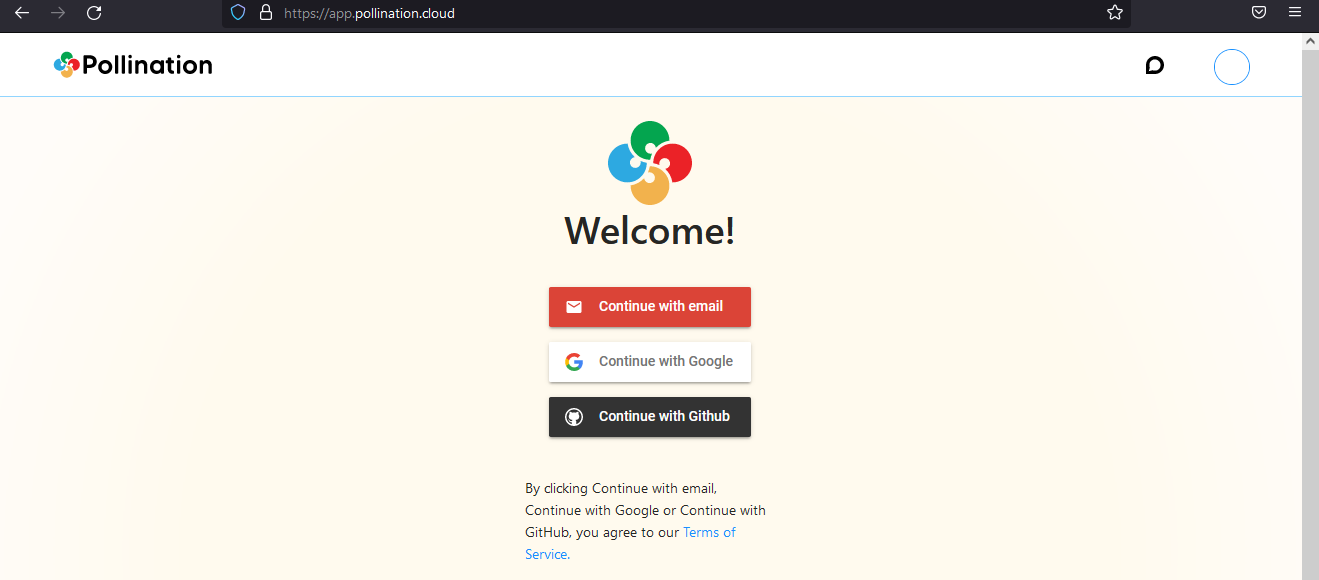 https://app.pollination.cloud
Pollination
Welcome!
Continue with email
Continue with Google
Continue with Github
By clicking Continue with email,
Continue with Google or Continue with
GitHub, you agree to our Terms of
Service.